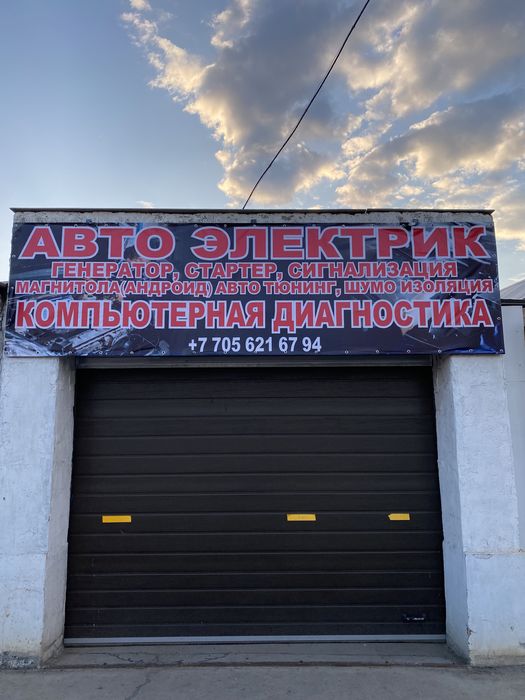 АВТО ЭЛЕКТРИК
ГЕНЕРАТОР, СТАРТЕР, СИГНАЛИЗАЦИЯ
МАГНИТОЛА(АНДРОИД) АВТО ТЮНИНГ, ШУМО ИЗОЛЯЦИЯ
КОМПЬЮТЕРНАЯ ДИАГНОСТИКА
+7 705 621 67 94